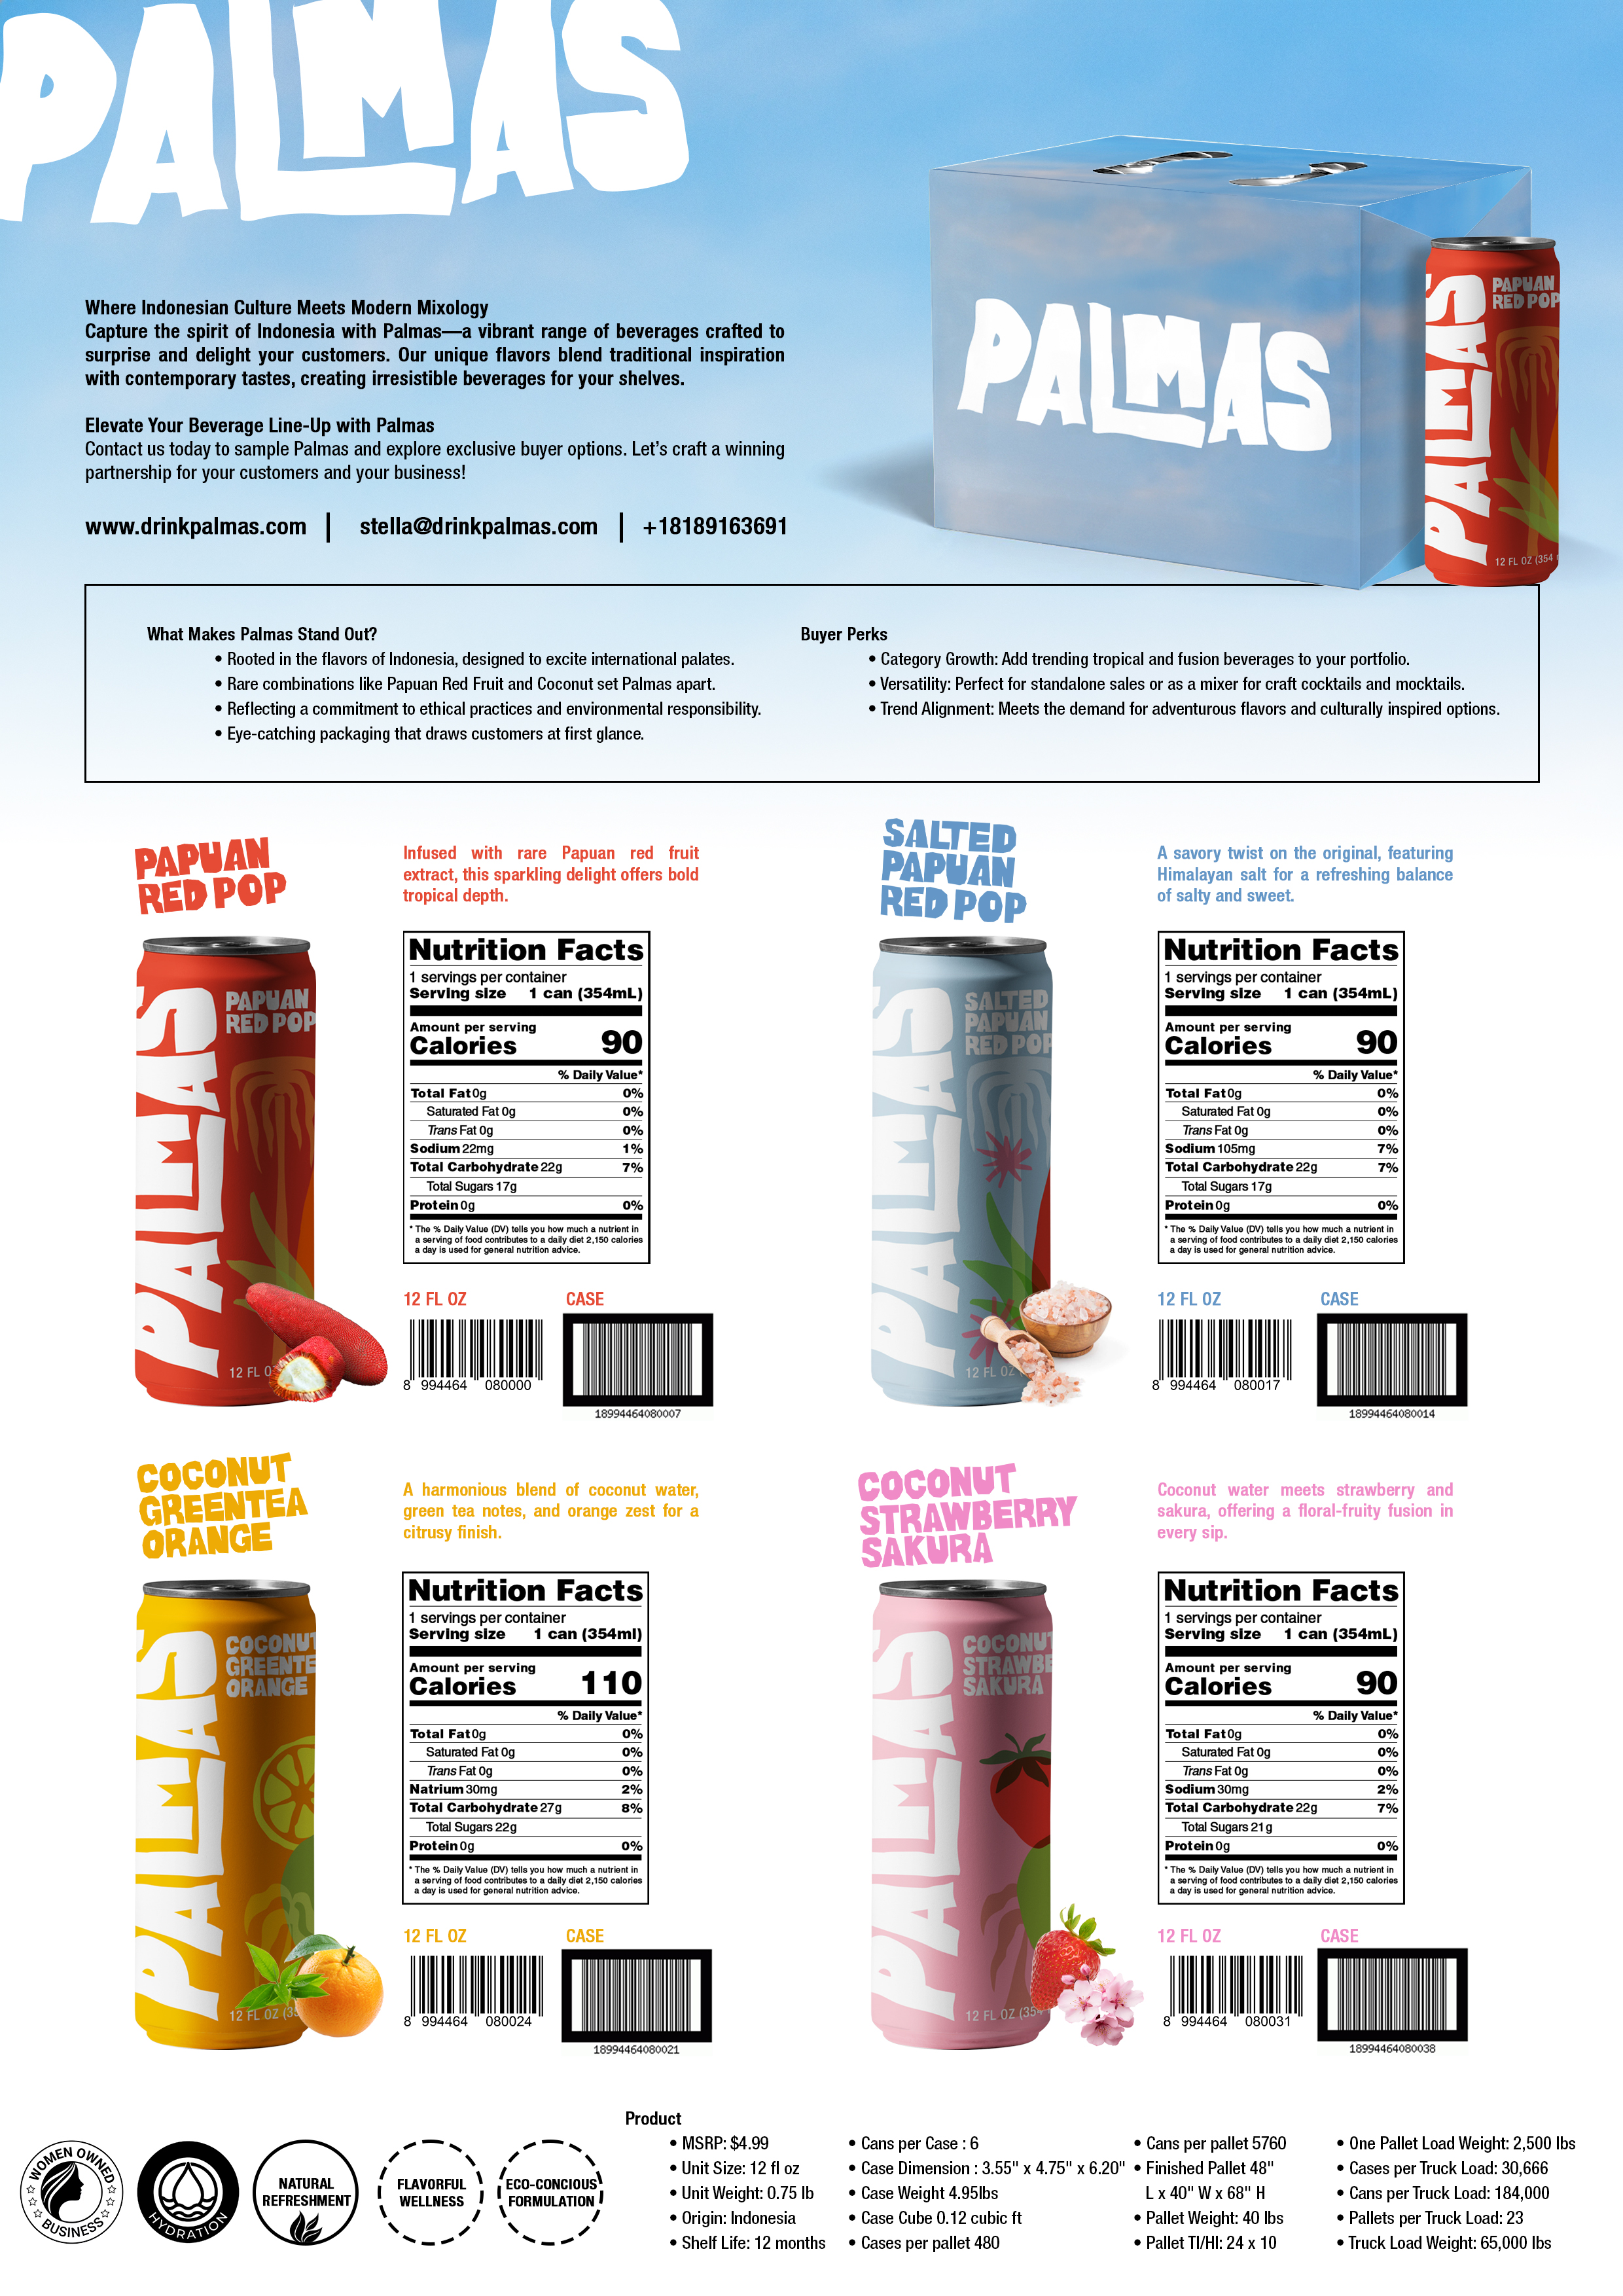 PALMAS
Where Indonesian Culture Meets Modern Mixology
Capture the spirit of Indonesia with Palmas—a vibrant range of beverages crafted to
surprise and delight your customers. Our unique flavors blend traditional inspiration
with contemporary tastes, creating irresistible beverages for your shelves.
Elevate Your Beverage Line-Up with Palmas
Contact us today to sample Palmas and explore exclusive buyer options. Let's craft a winning
partnership for your customers and your business!
www.drinkpalmas.com | stella@drinkpalmas.com | +18189163691
PALMAS
PALMAS
PAPUAN
RED POP
12 FL OZ (354
What Makes Palmas Stand Out?
• Rooted in the flavors of Indonesia, designed to excite international palates.
• Rare combinations like Papuan Red Fruit and Coconut set Palmas apart.
• Reflecting a commitment to ethical practices and environmental responsibility.
• Eye-catching packaging that draws customers at first glance.
Buyer Perks
• Category Growth: Add trending tropical and fusion beverages to your portfolio.
• Versatility: Perfect for standalone sales or as a mixer for craft cocktails and mocktails.
• Trend Alignment: Meets the demand for adventurous flavors and culturally inspired options.
PAPUAN
RED POP
Infused with rare Papuan red fruit
extract, this sparkling delight offers bold
tropical depth.
PALMAS
PAPUAN
RED POP
12 FL O
Nutrition Facts
1 servings per container
Serving size 1 can (354mL)
Amount per serving
Calories 90
% Daily Value*
Total Fat 0g 0%
Saturated Fat 0g 0%
Trans Fat 0g 0%
Sodium 22mg 1%
Total Carbohydrate 22g 7%
Total Sugars 17g
Protein 0g 0%
* The % Daily Value (DV) tells you how much a nutrient in
a serving of food contributes to a daily diet 2,150 calories
a day is used for general nutrition advice.
12 FL OZ CASE
8 994464 080000
18994464080007
SALTED
PAPUAN
RED POP
A savory twist on the original, featuring
Himalayan salt for a refreshing balance
of salty and sweet.
PALMAS
SALTED
PAPUAN
RED POP
12 FL OZ
Nutrition Facts
1 servings per container
Serving size 1 can (354mL)
Amount per serving
Calories 90
% Daily Value*
Total Fat 0g 0%
Saturated Fat 0g 0%
Trans Fat 0g 0%
Sodium 105mg 7%
Total Carbohydrate 22g 7%
Total Sugars 17g
Protein 0g 0%
* The % Daily Value (DV) tells you how much a nutrient in
a serving of food contributes to a daily diet 2,150 calories
a day is used for general nutrition advice.
12 FL OZ CASE
8 994464 080017
18994464080014
COCONUT
GREENTEA
ORANGE
A harmonious blend of coconut water,
green tea notes, and orange zest for a
citrusy finish.
PALMAS
COCONUT
GREENTE
ORANGE
12 FL OZ (35
Nutrition Facts
1 servings per container
Serving size 1 can (354ml)
Amount per serving
Calories 110
% Daily Value*
Total Fat 0g 0%
Saturated Fat 0g 0%
Trans Fat 0g 0%
Natrium 30mg 2%
Total Carbohydrate 27g 8%
Total Sugars 22g
Protein 0g 0%
* The % Daily Value (DV) tells you how much a nutrient in
a serving of food contributes to a daily diet 2,150 calories
a day is used for general nutrition advice.
12 FL OZ CASE
8 994464 080024
18994464080021
COCONUT
STRAWBERRY
SAKURA
Coconut water meets strawberry and
sakura, offering a floral-fruity fusion in
every sip.
PALMAS
COCONUT
STRAWBE
SAKURA
12 FL OZ (354
Nutrition Facts
1 servings per container
Serving size 1 can (354mL)
Amount per serving
Calories 90
% Daily Value*
Total Fat 0g 0%
Saturated Fat 0g 0%
Trans Fat 0g 0%
Sodium 30mg 2%
Total Carbohydrate 22g 7%
Total Sugars 21g
Protein 0g 0%
* The % Daily Value (DV) tells you how much a nutrient in
a serving of food contributes to a daily diet 2,150 calories
a day is used for general nutrition advice.
12 FL OZ CASE
8 994464 080031
18994464080038
WOMEN OWNED
BUSINESS
HYDRATION
NATURAL
REFRESHMENT
FLAVORFUL
WELLNESS
ECO-CONCIOUS
FORMULATION
Product
• MSRP: $4.99
• Unit Size: 12 fl oz
• Unit Weight: 0.75 lb
• Origin: Indonesia
• Shelf Life: 12 months
• Cans per Case : 6
• Case Dimension : 3.55" x 4.75" x 6.20"
• Case Weight 4.95lbs
• Case Cube 0.12 cubic ft
• Cases per pallet 480
• Cans per pallet 5760
• Finished Pallet 48"
L x 40" W x 68" H
• Pallet Weight: 40 lbs
• Pallet TI/HI: 24 x 10
• One Pallet Load Weight: 2,500 lbs
• Cases per Truck Load: 30,666
• Cans per Truck Load: 184,000
• Pallets per Truck Load: 23
• Truck Load Weight: 65,000 lbs